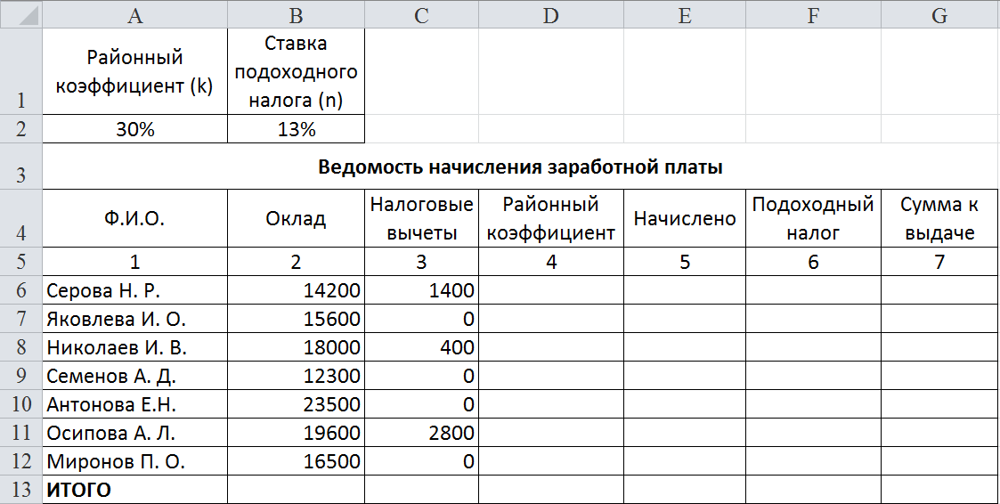 A B C D E F G
1 Районный коэффициент (k) Ставка подоходного налога (n)
2 30% 13%
3 Ведомость начисления заработной платы
4 Ф.И.О. Оклад Налоговые вычеты Районный коэффициент Начислено Подоходный налог Сумма к выдаче
5 1 2 3 4 5 6 7
6 Серова Н. Р. 14200 1400
7 Яковлева И. О. 15600 0
8 Николаев И. В. 18000 400
9 Семенов А. Д. 12300 0
10 Антонова Е.Н. 23500 0
11 Осипова А. Л. 19600 2800
12 Миронов П. О. 16500 0
13 ИТОГО